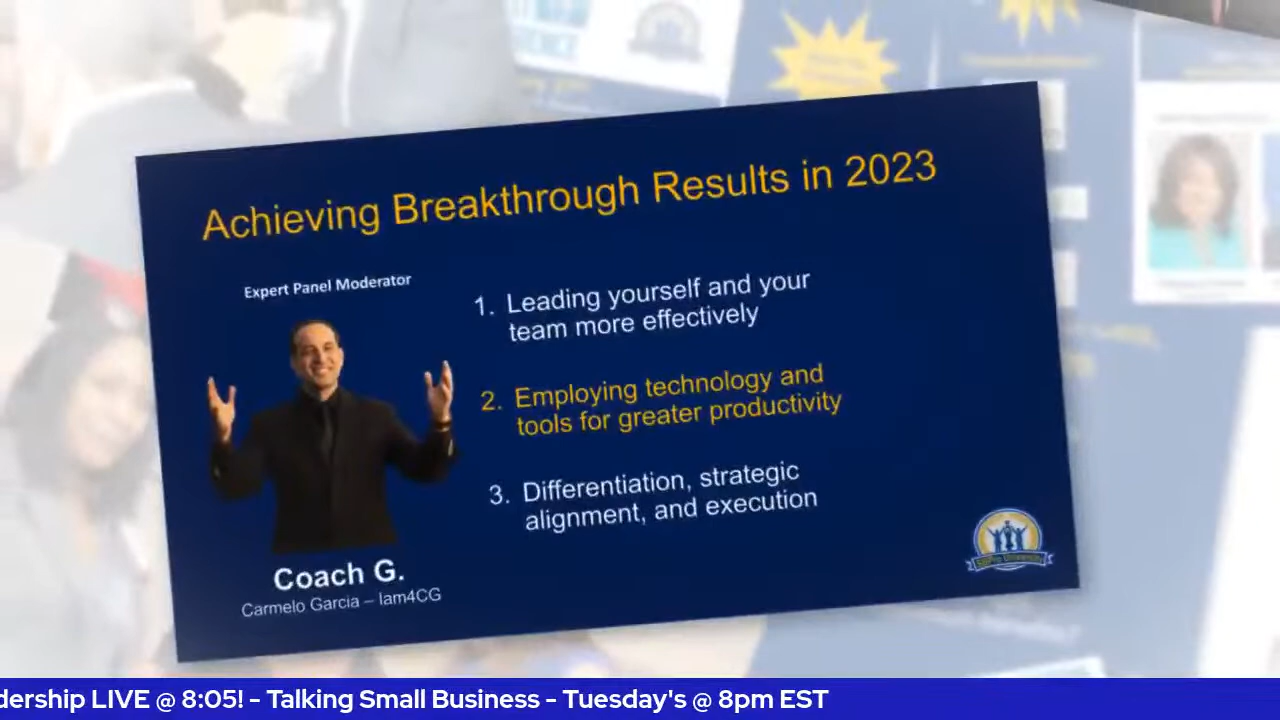 Achieving Breakthrough Results in 2023
Expert Panel Moderator
1. Leading yourself and your
team more effectively
2. Employing technology and
tools for greater productivity
3. Differentiation, strategic
alignment, and execution
Coach G.
Carmelo Garcia – Iam4CG
dership LIVE @ 8:05! - Talking Small Business - Tuesday's @ 8pm EST